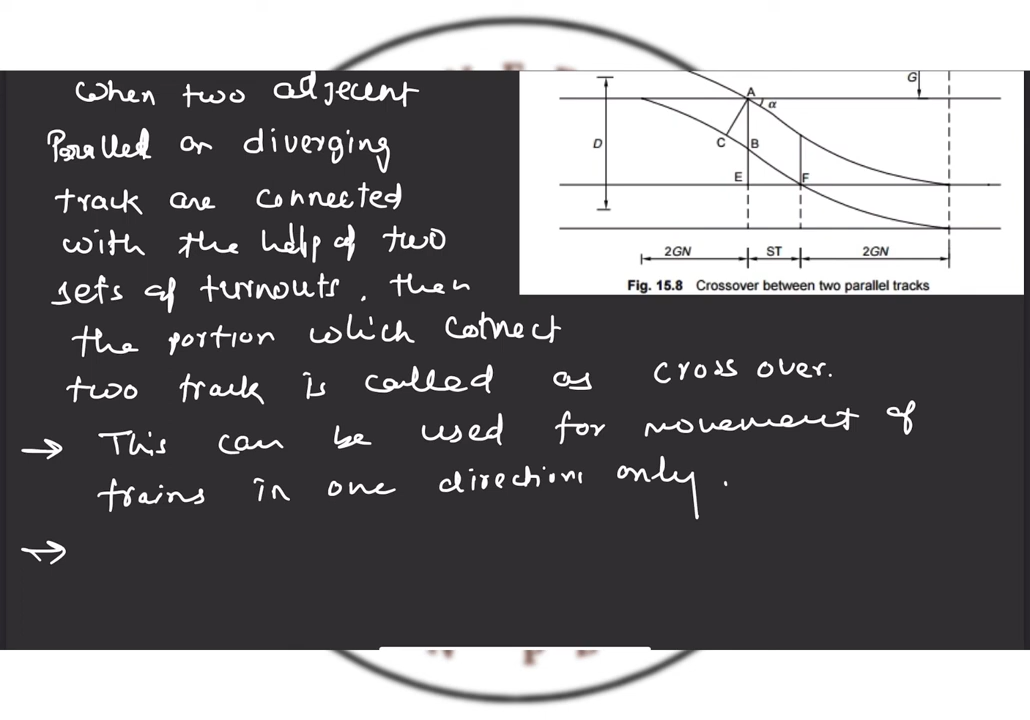 When two adjecent
Parallel or diverging
track are connected
with the help of two
sets of turnouts, then
the portion which connect
two track is called as cross over.
→ This can be used for movement of
trains in one direction only.
→
G
A
α
D
C B
E F
2GN ST 2GN
Fig. 15.8 Crossover between two parallel tracks